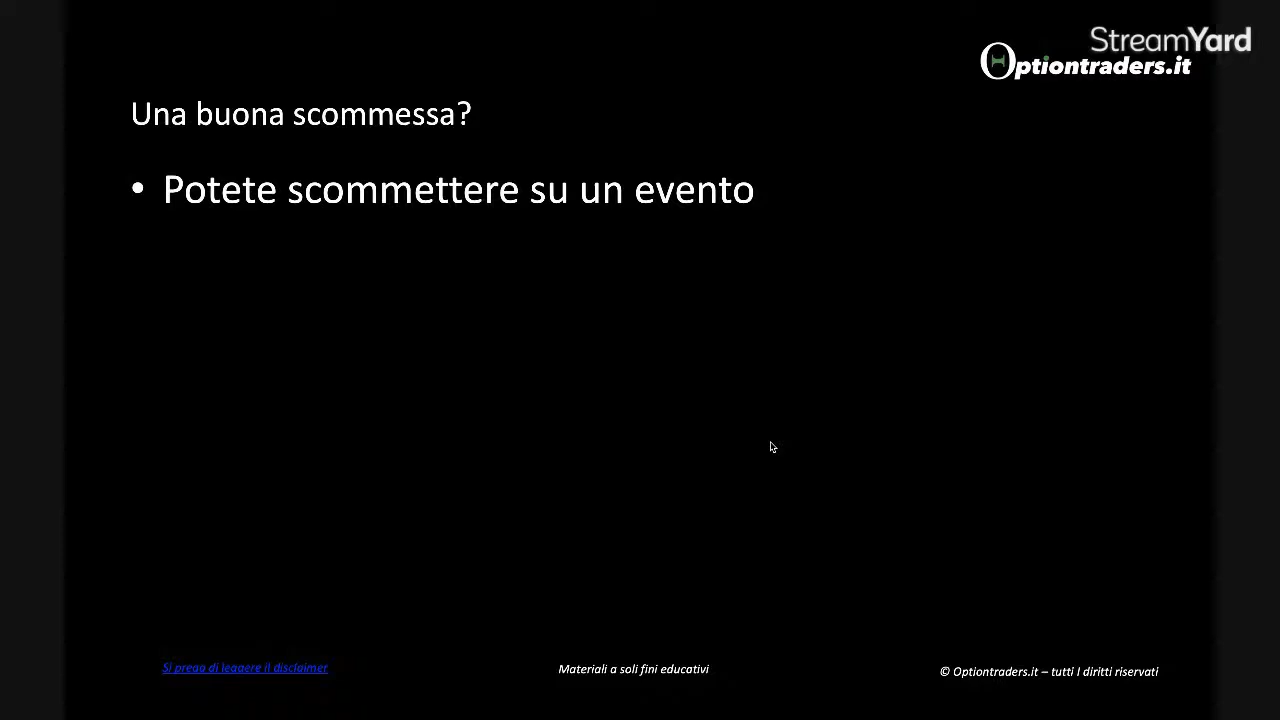 StreamYard
Optiontraders.it
Una buona scommessa?
• Potete scommettere su un evento
Si prega di leggere il disclaimer
Materiali a soli fini educativi
© Optiontraders.it – tutti I diritti riservati